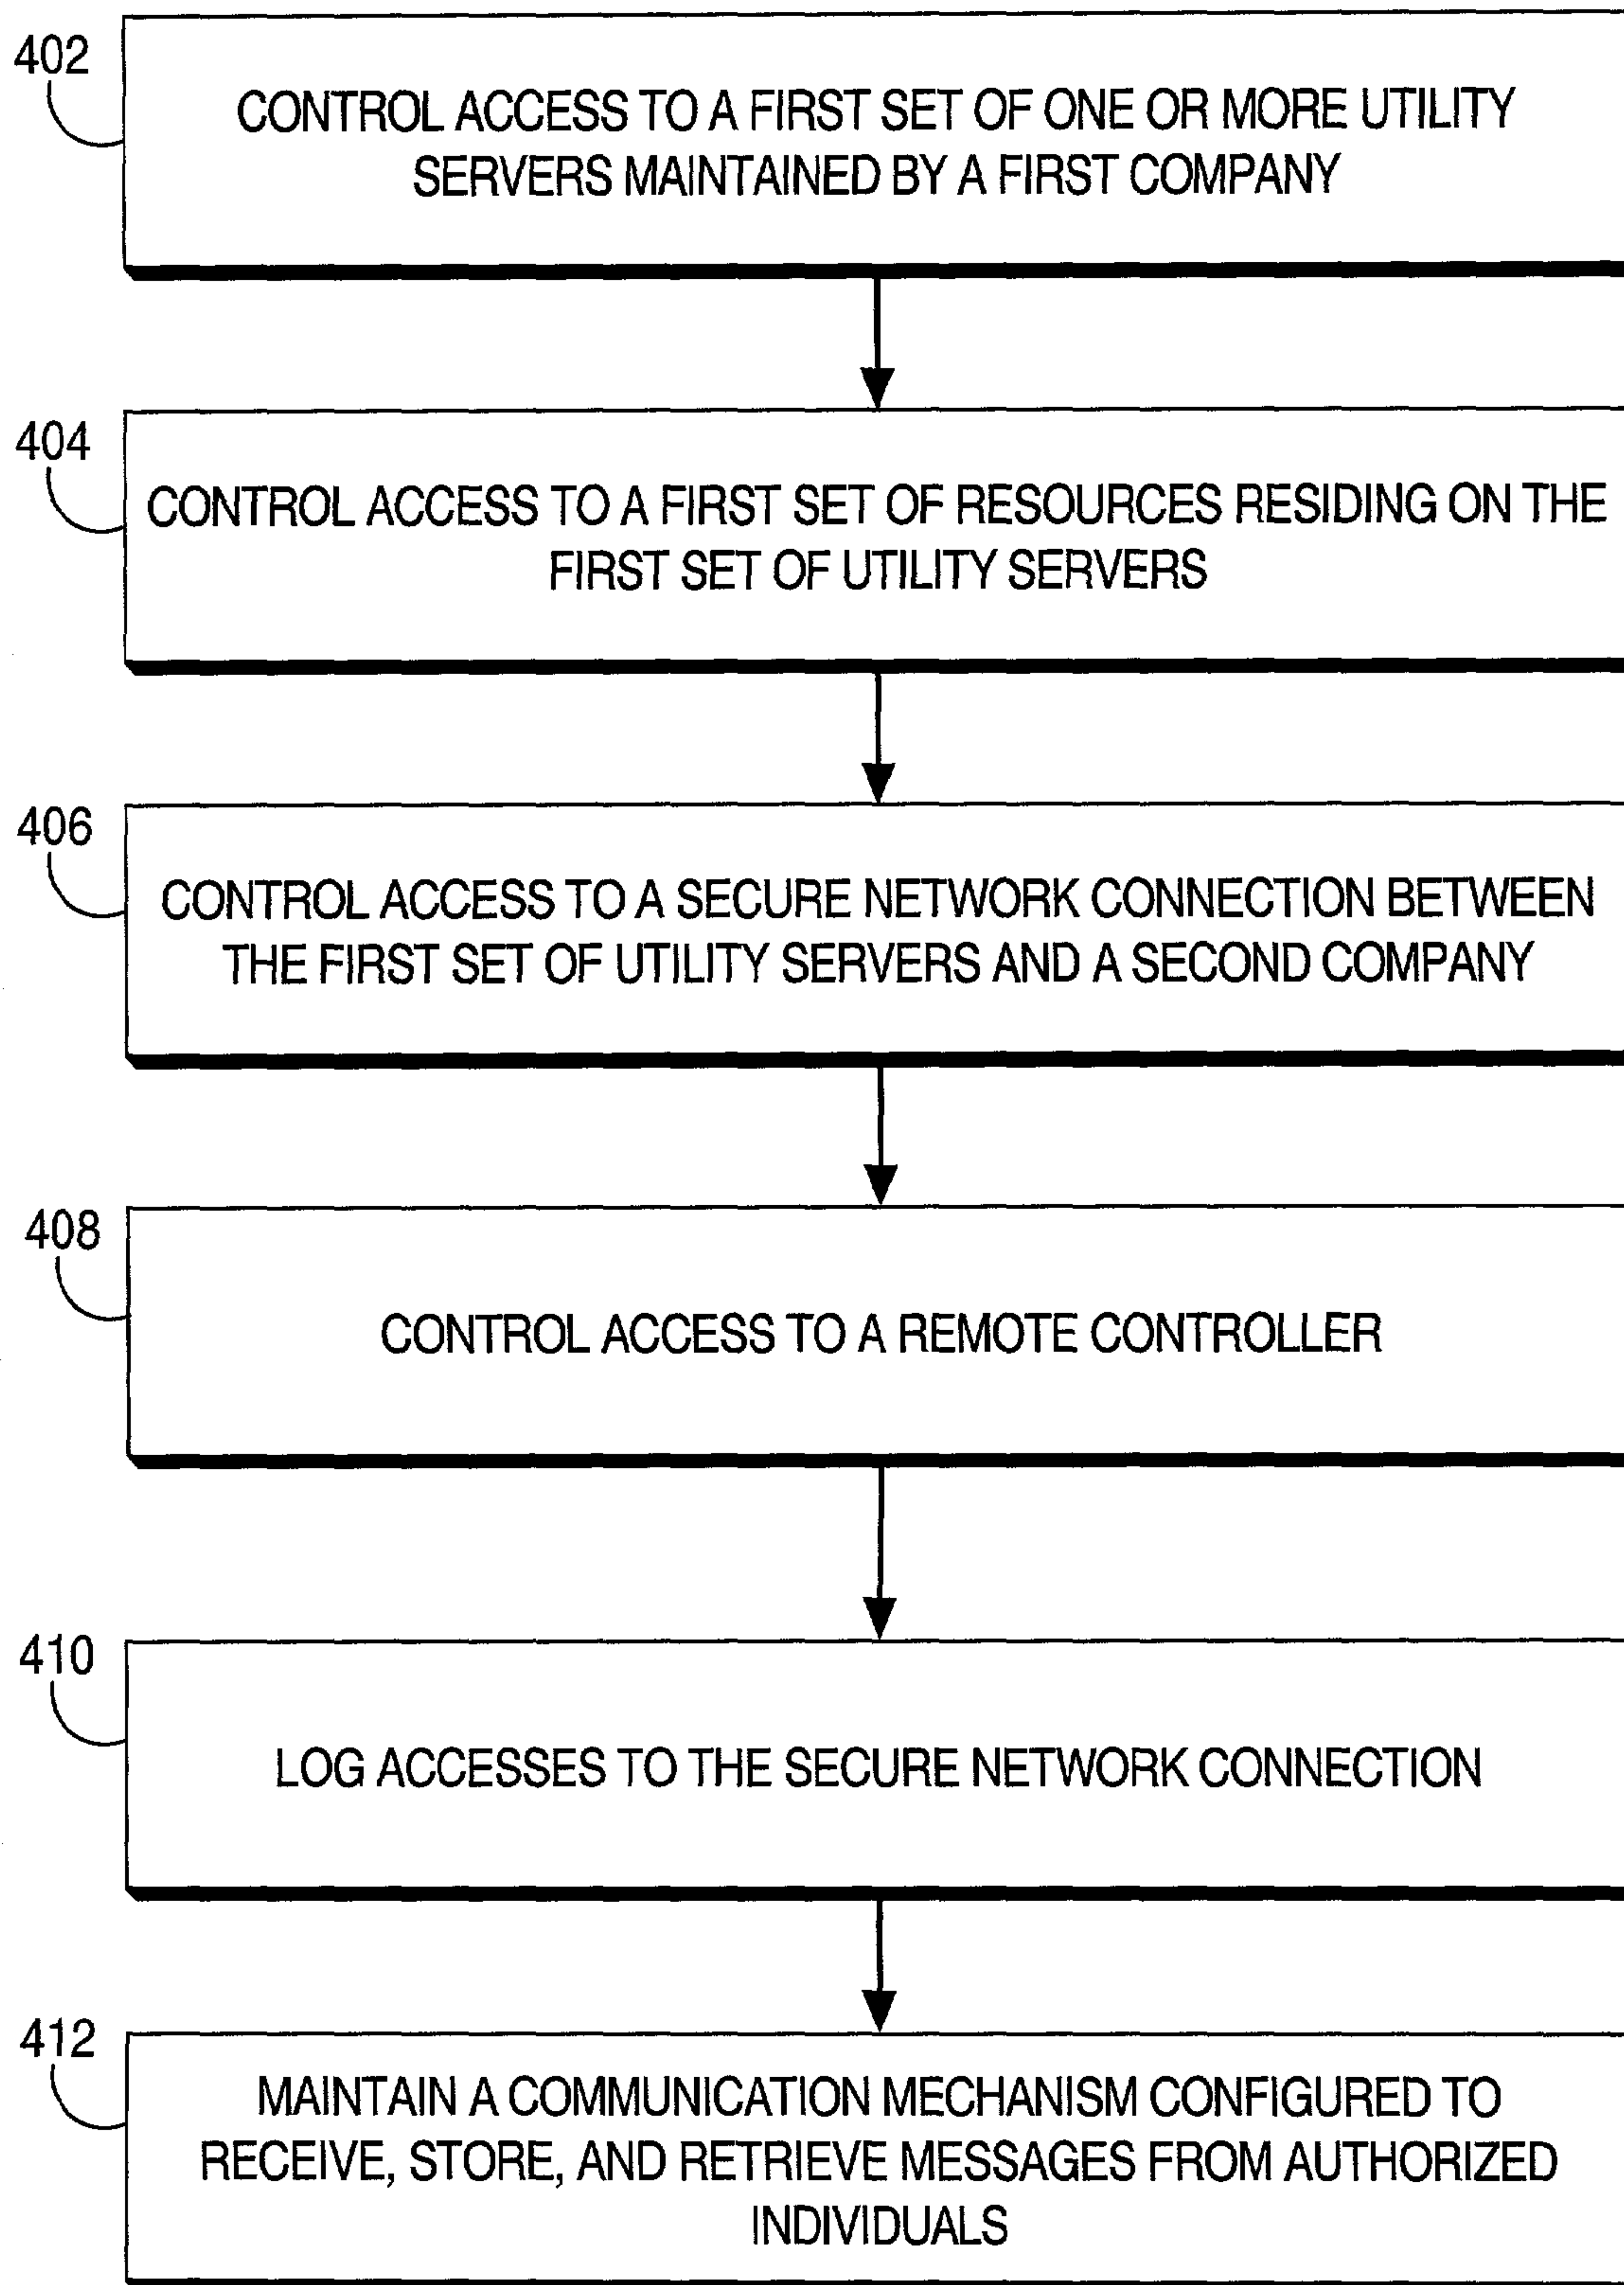 402
CONTROL ACCESS TO A FIRST SET OF ONE OR MORE UTILITY
SERVERS MAINTAINED BY A FIRST COMPANY
404
CONTROL ACCESS TO A FIRST SET OF RESOURCES RESIDING ON THE
FIRST SET OF UTILITY SERVERS
406
CONTROL ACCESS TO A SECURE NETWORK CONNECTION BETWEEN
THE FIRST SET OF UTILITY SERVERS AND A SECOND COMPANY
408
CONTROL ACCESS TO A REMOTE CONTROLLER
410
LOG ACCESSES TO THE SECURE NETWORK CONNECTION
412
MAINTAIN A COMMUNICATION MECHANISM CONFIGURED TO
RECEIVE, STORE, AND RETRIEVE MESSAGES FROM AUTHORIZED
INDIVIDUALS